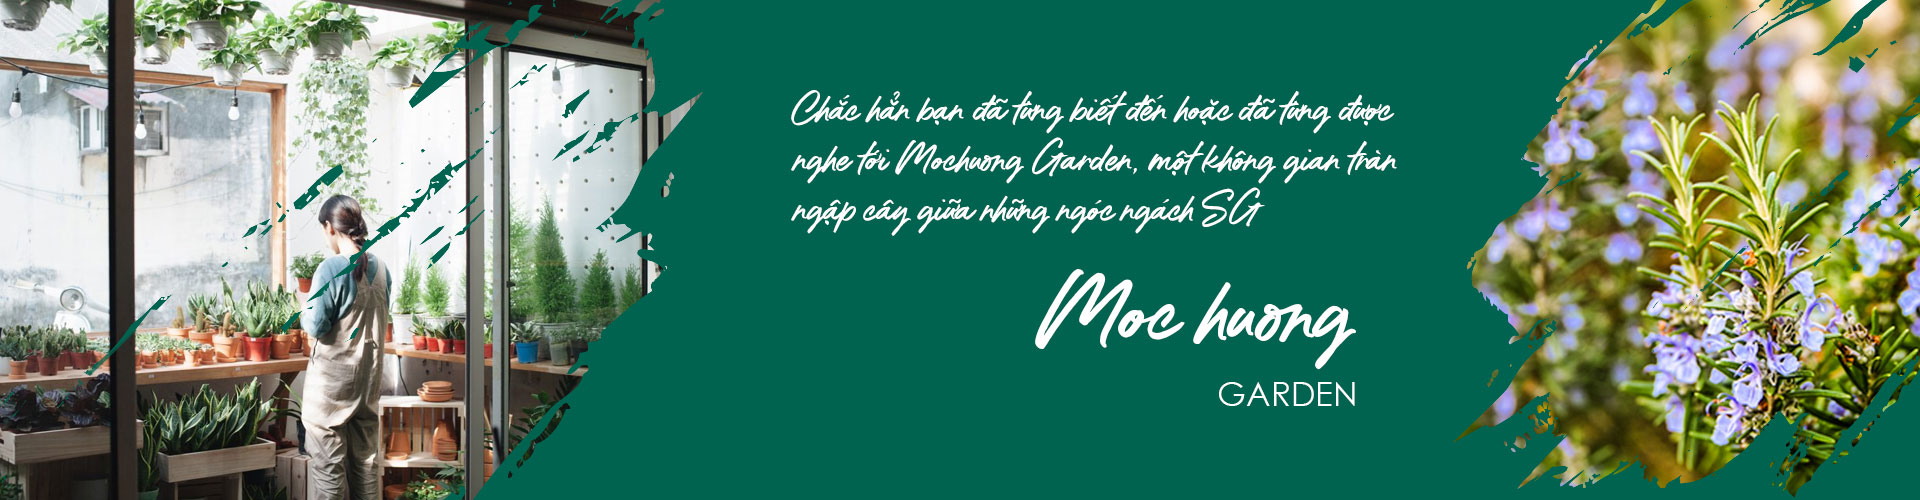 Chắc hẳn bạn đã từng biết đến hoặc đã từng được
nghe tới Mochuong Garden, một không gian tràn
ngập cây giữa những ngóc ngách SG
Moc huong
GARDEN